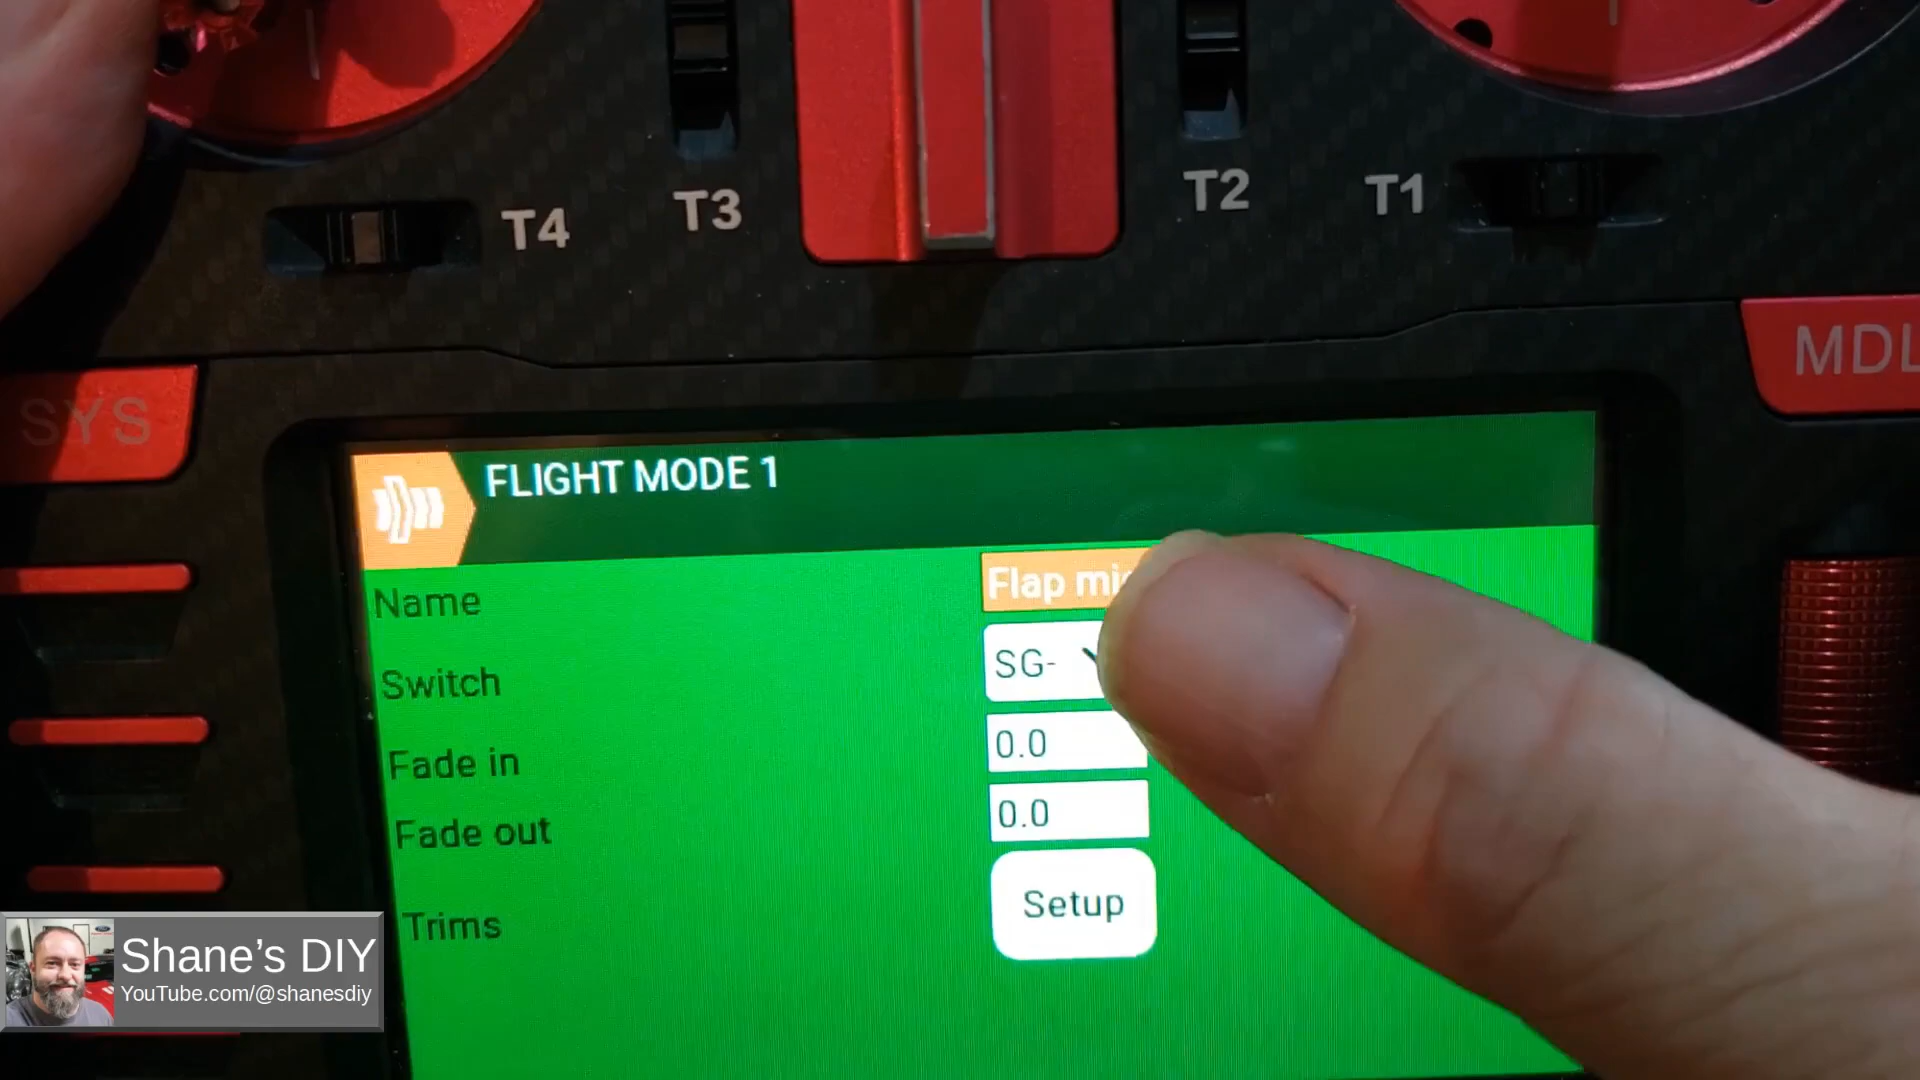 T4
T3
T2
T1
SYS
MDL
FLIGHT MODE 1
Name
Flap
Switch
SG-
Fade in
0.0
Fade out
0.0
Trims
Setup
Shane's DIY
YouTube.com/@shanesdiy